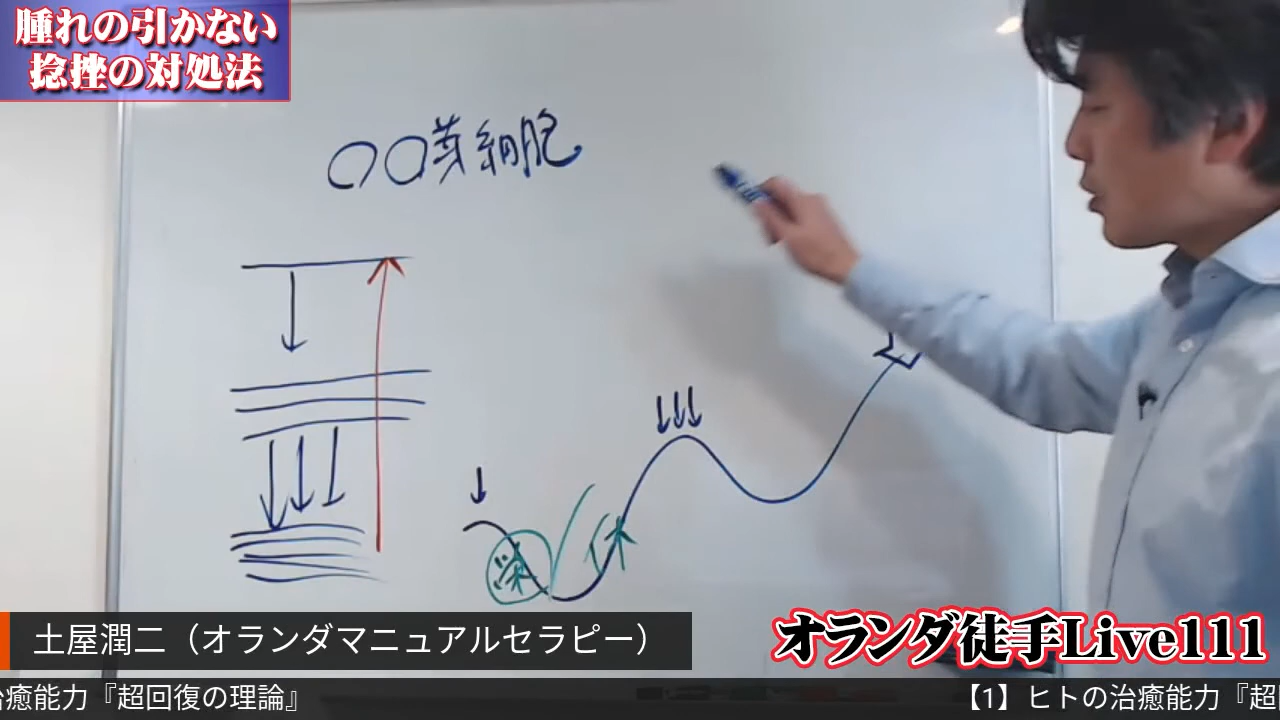 腫れの引かない
捻挫の対処法
〇〇芽細胞
栄
休
土屋潤二（オランダマニュアルセラピー）
オランダ徒手Live111
治癒能力『超回復の理論』
【1】ヒトの治癒能力『超回